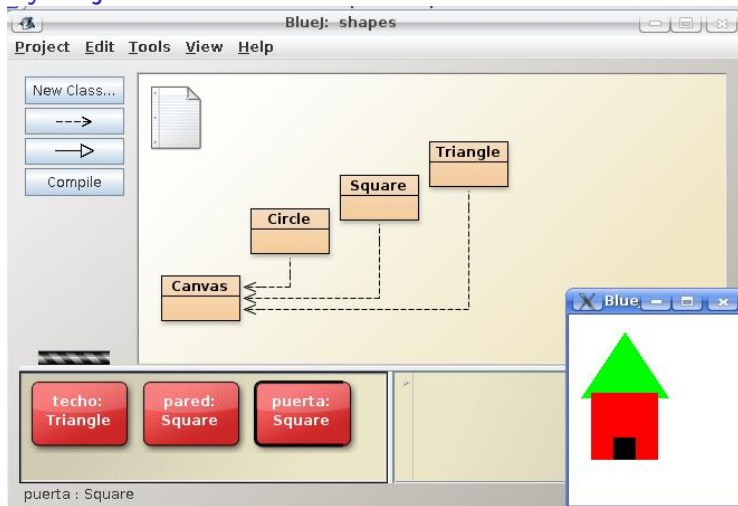 BlueJ: shapes
Project Edit Tools View Help
New Class...
Compile
Triangle
Square
Circle
Canvas
Blue
techo:
Triangle
pared:
Square
puerta:
Square
puerta : Square